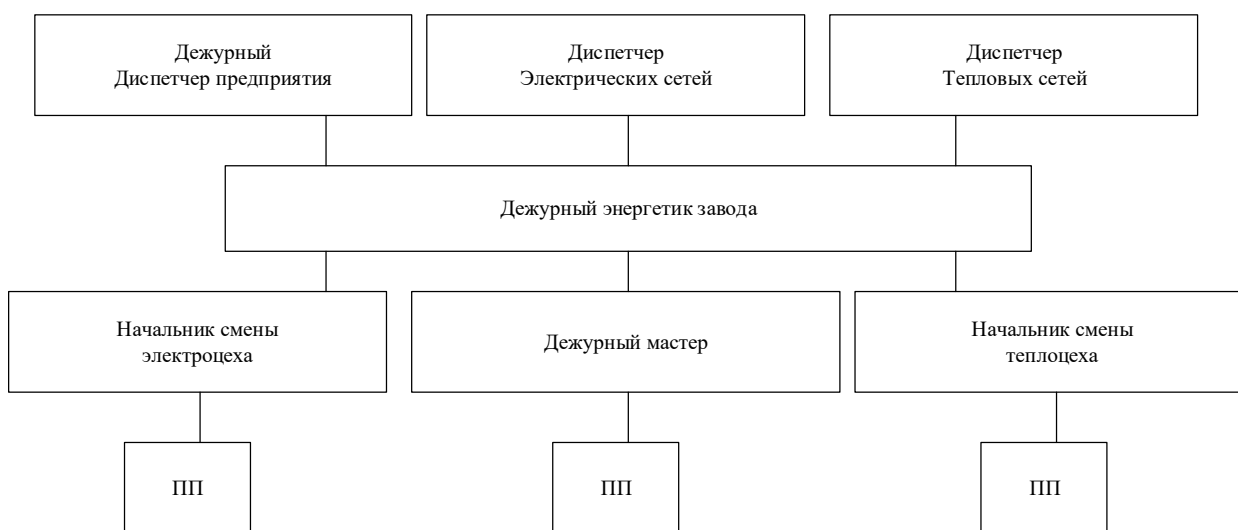 Дежурный
Диспетчер предприятия
Диспетчер
Электрических сетей
Диспетчер
Тепловых сетей
Дежурный энергетик завода
Начальник смены
электроцеха
Дежурный мастер
Начальник смены
теплоцеха
ПП
ПП
ПП